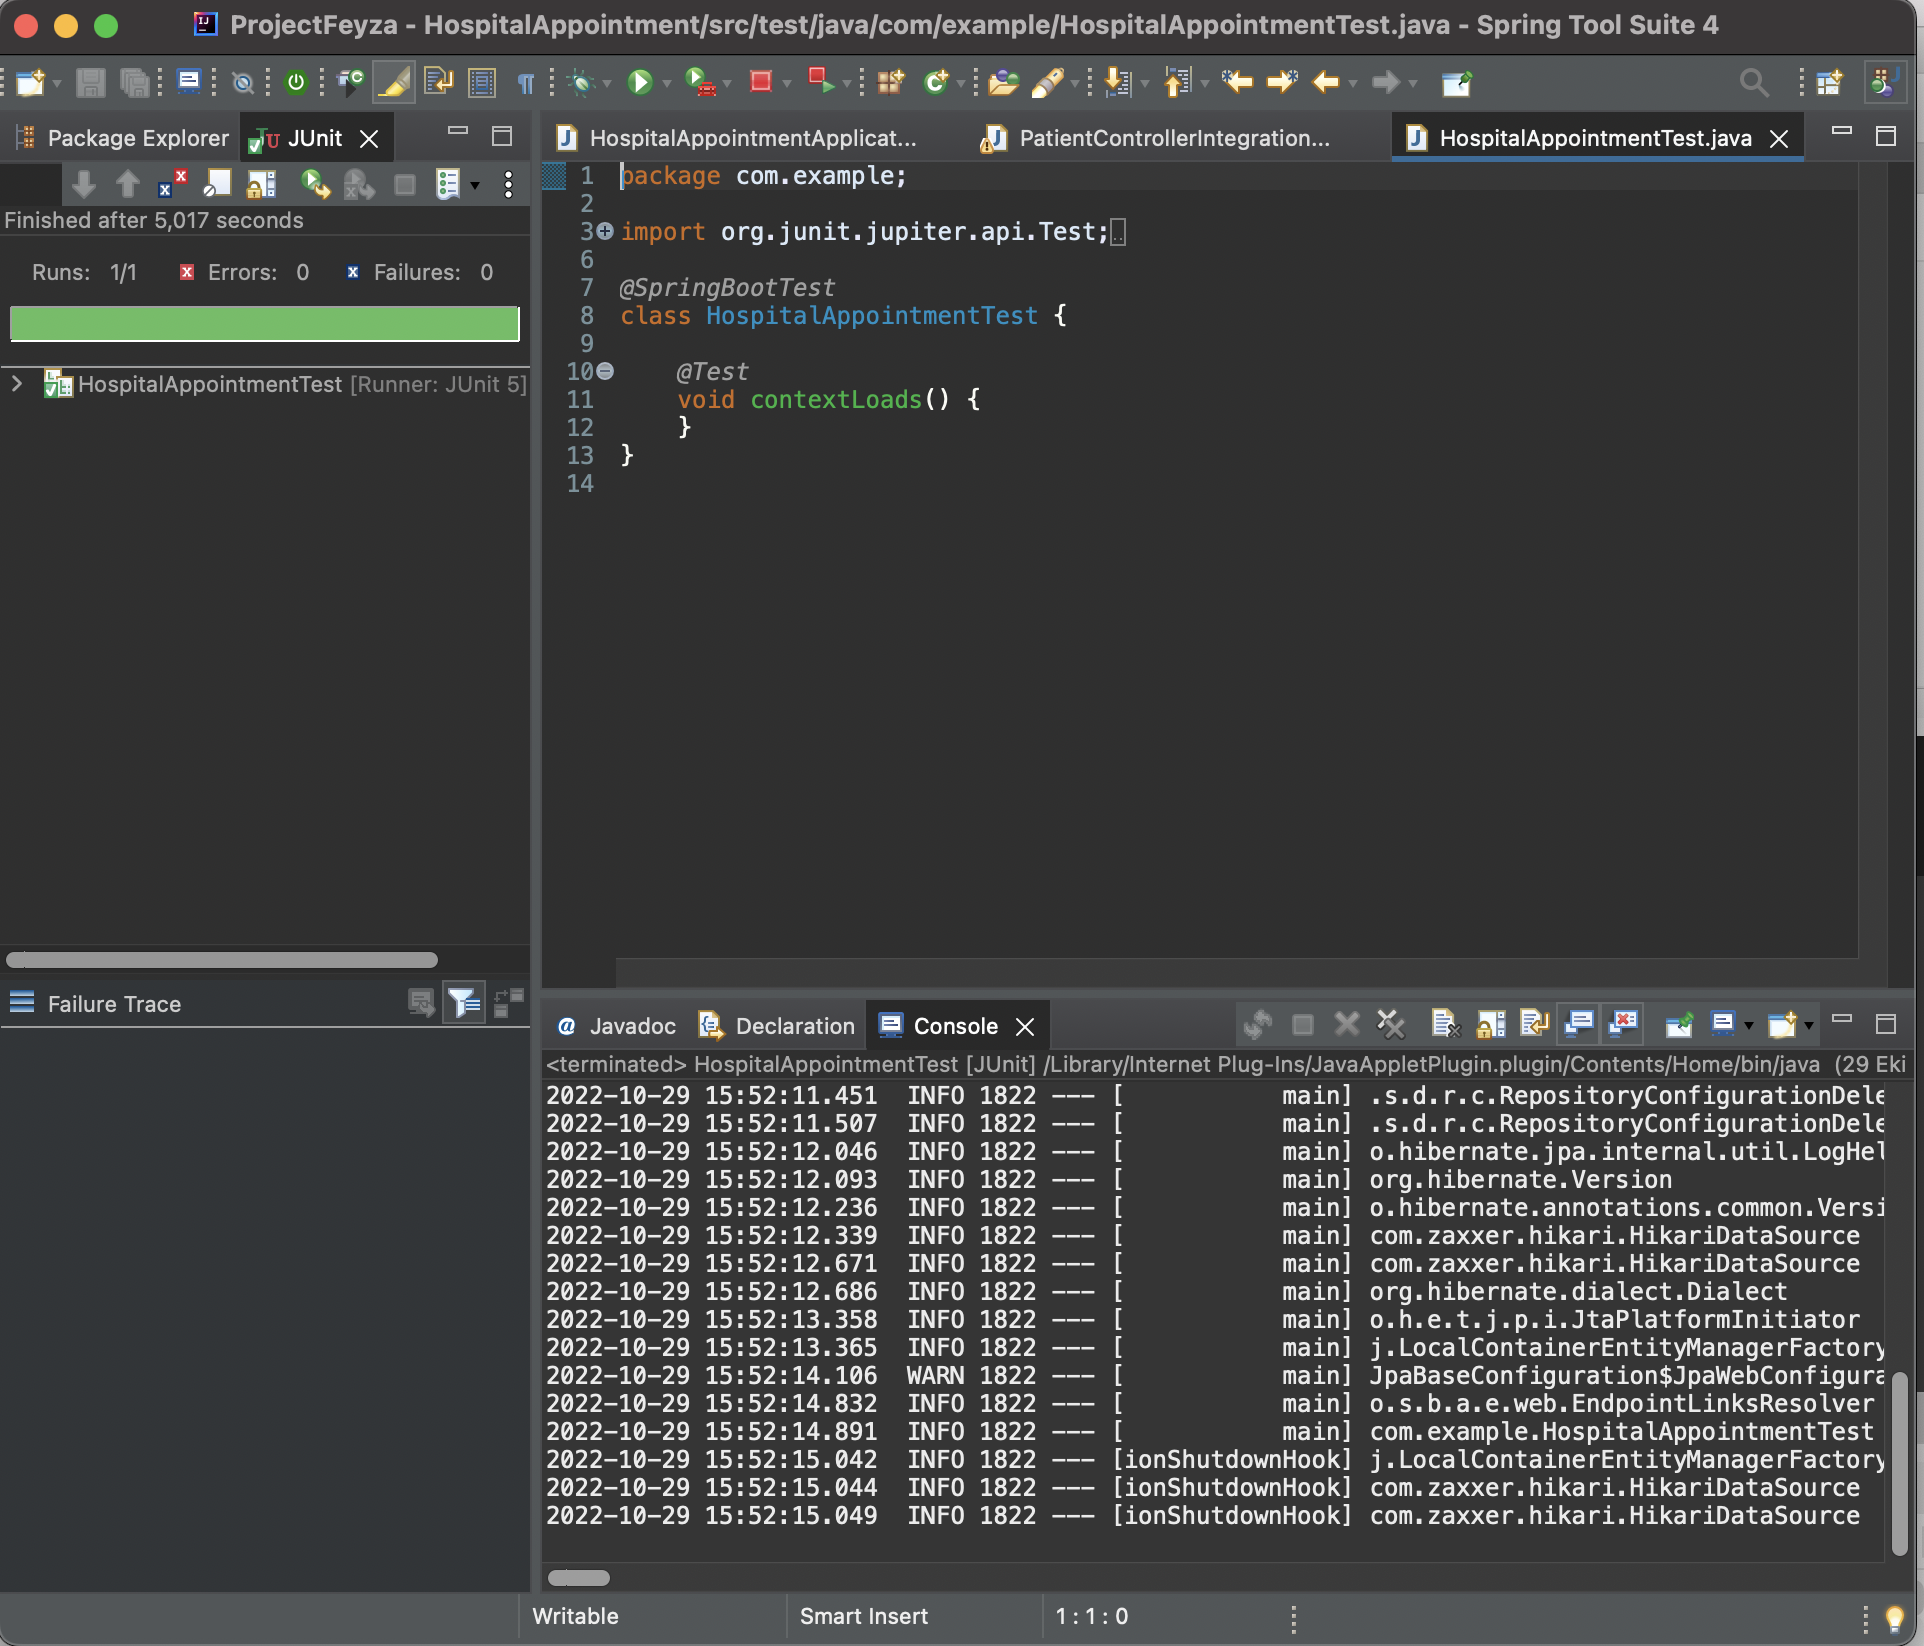 ProjectFeyza - HospitalAppointment/src/test/java/com/example/HospitalAppointmentTest.java - Spring Tool Suite 4
Package Explorer
JUnit
Finished after 5,017 seconds
Runs: 1/1 Errors: 0 Failures: 0
HospitalAppointmentTest [Runner: JUnit 5]
Failure Trace
HospitalAppointmentApplicat...
PatientControllerIntegration...
HospitalAppointmentTest.java
1 package com.example;
2
3 import org.junit.jupiter.api.Test;
6
7 @SpringBootTest
8 class HospitalAppointmentTest {
9
10 @Test
11 void contextLoads() {
12 }
13 }
14
@ Javadoc
Declaration
Console
<terminated> HospitalAppointmentTest [JUnit] /Library/Internet Plug-Ins/JavaAppletPlugin.plugin/Contents/Home/bin/java (29 Eki
2022-10-29 15:52:11.451 INFO 1822 --- [ main] .s.d.r.c.RepositoryConfigurationDele
2022-10-29 15:52:11.507 INFO 1822 --- [ main] .s.d.r.c.RepositoryConfigurationDele
2022-10-29 15:52:12.046 INFO 1822 --- [ main] o.hibernate.jpa.internal.util.LogHel
2022-10-29 15:52:12.093 INFO 1822 --- [ main] org.hibernate.Version
2022-10-29 15:52:12.236 INFO 1822 --- [ main] o.hibernate.annotations.common.Versi
2022-10-29 15:52:12.339 INFO 1822 --- [ main] com.zaxxer.hikari.HikariDataSource
2022-10-29 15:52:12.671 INFO 1822 --- [ main] com.zaxxer.hikari.HikariDataSource
2022-10-29 15:52:12.686 INFO 1822 --- [ main] org.hibernate.dialect.Dialect
2022-10-29 15:52:13.358 INFO 1822 --- [ main] o.h.e.t.j.p.i.JtaPlatformInitiator
2022-10-29 15:52:13.365 INFO 1822 --- [ main] j.LocalContainerEntityManagerFactory
2022-10-29 15:52:14.106 WARN 1822 --- [ main] JpaBaseConfiguration$JpaWebConfigura
2022-10-29 15:52:14.832 INFO 1822 --- [ main] o.s.b.a.e.web.EndpointLinksResolver
2022-10-29 15:52:14.891 INFO 1822 --- [ main] com.example.HospitalAppointmentTest
2022-10-29 15:52:15.042 INFO 1822 --- [ionShutdownHook] j.LocalContainerEntityManagerFactory
2022-10-29 15:52:15.044 INFO 1822 --- [ionShutdownHook] com.zaxxer.hikari.HikariDataSource
2022-10-29 15:52:15.049 INFO 1822 --- [ionShutdownHook] com.zaxxer.hikari.HikariDataSource
Writable
Smart Insert
1 : 1 : 0